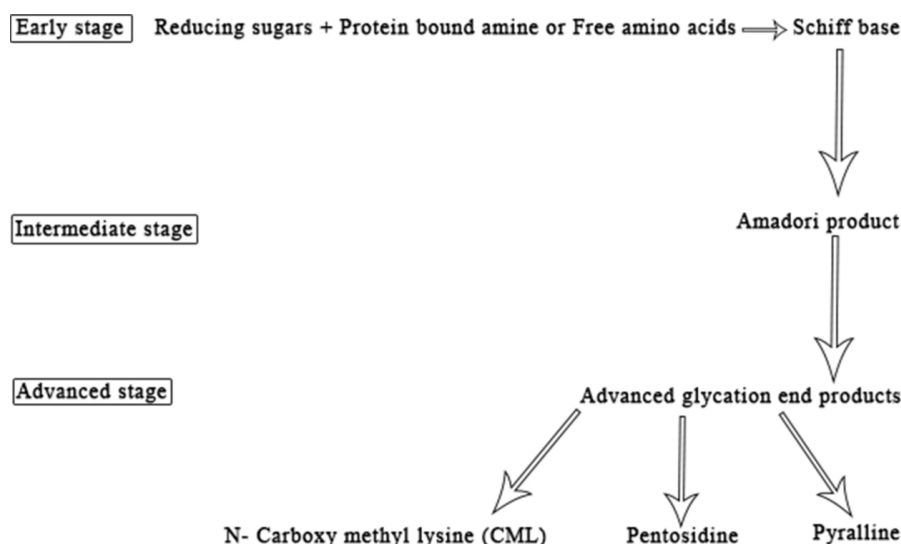 Early stage Reducing sugars + Protein bound amine or Free amino acids Schiff base
Intermediate stage Amadori product
Advanced stage Advanced glycation end products
N- Carboxy methyl lysine (CML) Pentosidine Pyralline